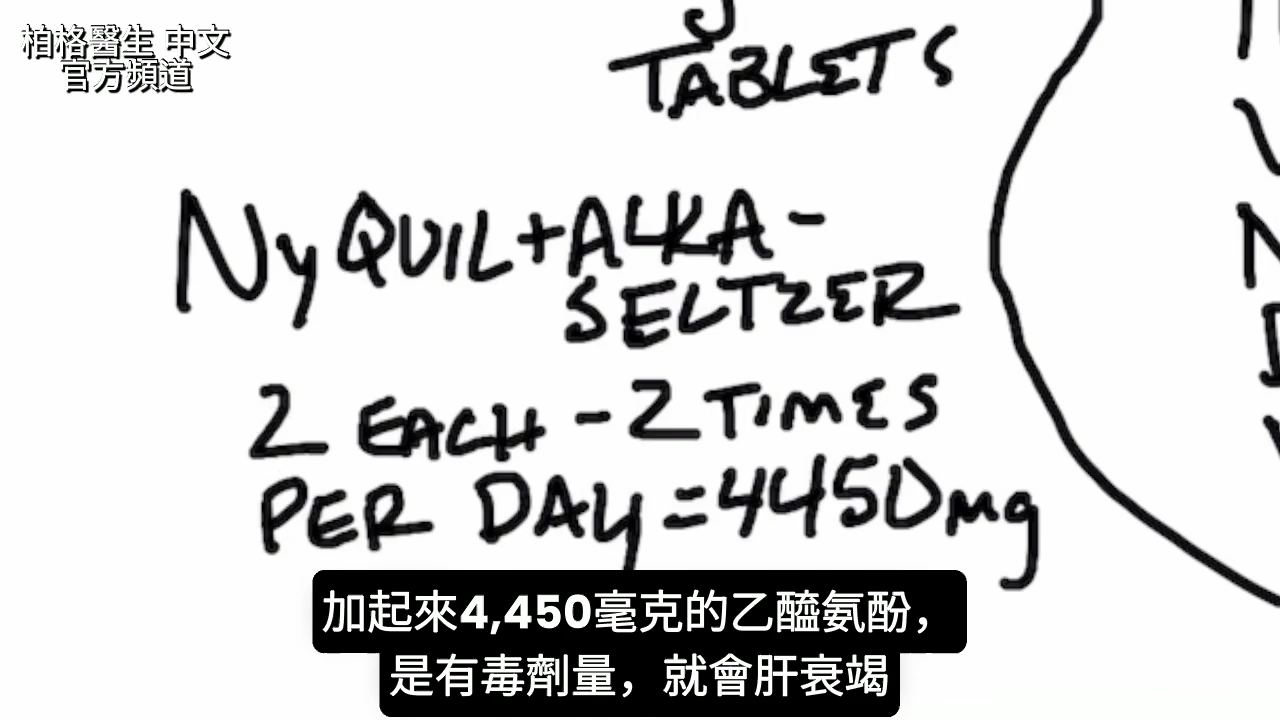 柏格醫生 中文
官方頻道
TABLETS
NyQUIL+ALKA-
SELTZER
2 EACH-2 TIMES
PER DAY=4450mg
加起來4,450毫克的乙醯氨酚，
是有毒劑量，就會肝衰竭